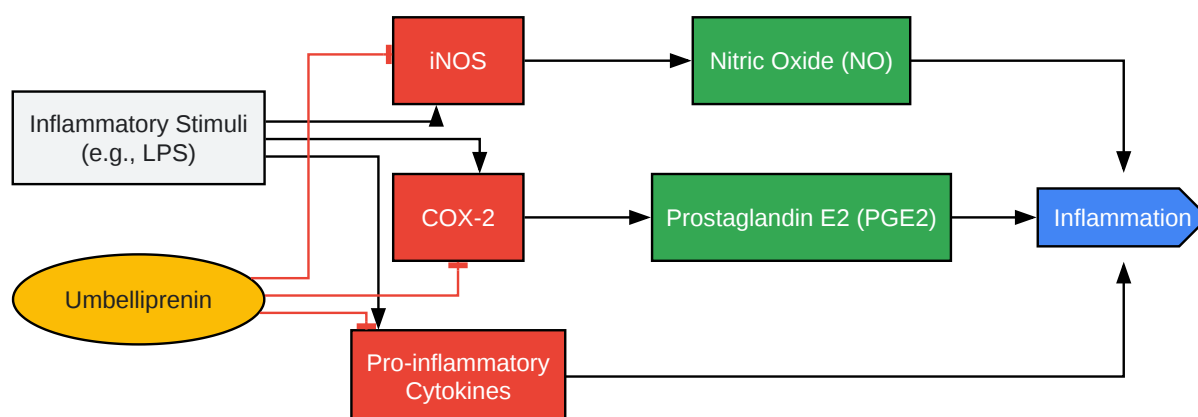 iNOS
Nitric Oxide (NO)
Inflammatory Stimuli
(e.g., LPS)
COX-2
Prostaglandin E2 (PGE2)
Inflammation
Umbelliprenin
Pro-inflammatory
Cytokines